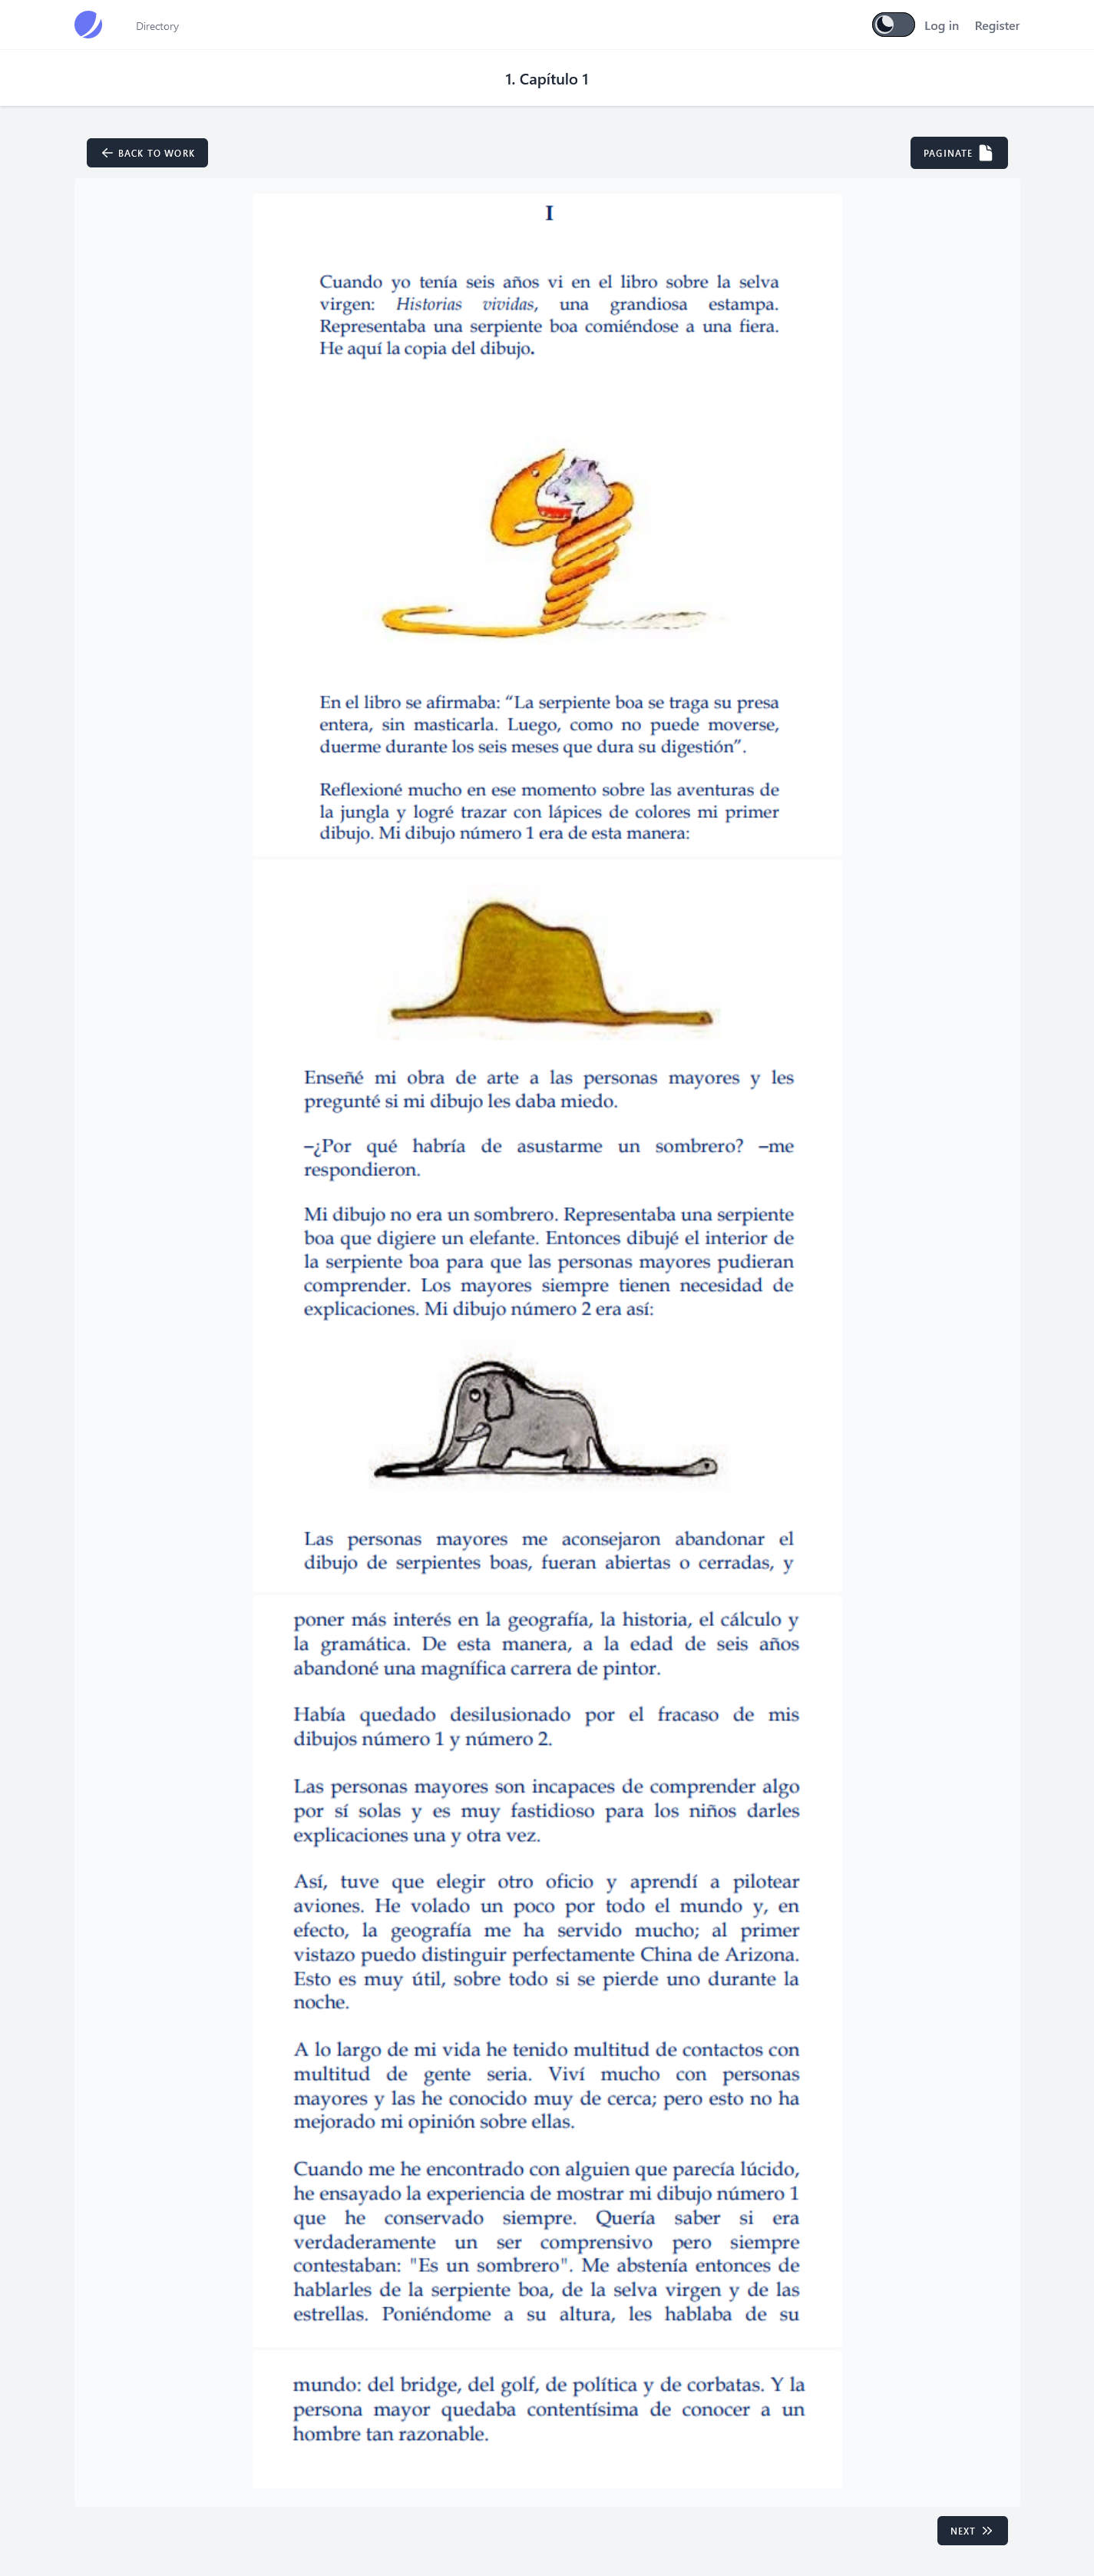 Directory
Log in
Register
1. Capítulo 1
BACK TO WORK
PAGINATE
I
Cuando yo tenía seis años vi en el libro sobre la selva
virgen: Historias vividas, una grandiosa estampa.
Representaba una serpiente boa comiéndose a una fiera.
He aquí la copia del dibujo.
En el libro se afirmaba: “La serpiente boa se traga su presa
entera, sin masticarla. Luego, como no puede moverse,
duerme durante los seis meses que dura su digestión”.
Reflexioné mucho en ese momento sobre las aventuras de
la jungla y logré trazar con lápices de colores mi primer
dibujo. Mi dibujo número 1 era de esta manera:
Enseñé mi obra de arte a las personas mayores y les
pregunté si mi dibujo les daba miedo.
–¿Por qué habría de asustarme un sombrero? –me
respondieron.
Mi dibujo no era un sombrero. Representaba una serpiente
boa que digiere un elefante. Entonces dibujé el interior de
la serpiente boa para que las personas mayores pudieran
comprender. Los mayores siempre tienen necesidad de
explicaciones. Mi dibujo número 2 era así:
Las personas mayores me aconsejaron abandonar el
dibujo de serpientes boas, fueran abiertas o cerradas, y
poner más interés en la geografía, la historia, el cálculo y
la gramática. De esta manera, a la edad de seis años
abandoné una magnífica carrera de pintor.
Había quedado desilusionado por el fracaso de mis
dibujos número 1 y número 2.
Las personas mayores son incapaces de comprender algo
por sí solas y es muy fastidioso para los niños darles
explicaciones una y otra vez.
Así, tuve que elegir otro oficio y aprendí a pilotear
aviones. He volado un poco por todo el mundo y, en
efecto, la geografía me ha servido mucho; al primer
vistazo puedo distinguir perfectamente China de Arizona.
Esto es muy útil, sobre todo si se pierde uno durante la
noche.
A lo largo de mi vida he tenido multitud de contactos con
multitud de gente seria. Viví mucho con personas
mayores y las he conocido muy de cerca; pero esto no ha
mejorado mi opinión sobre ellas.
Cuando me he encontrado con alguien que parecía lúcido,
he ensayado la experiencia de mostrar mi dibujo número 1
que he conservado siempre. Quería saber si era
verdaderamente un ser comprensivo pero siempre
contestaban: "Es un sombrero". Me abstenía entonces de
hablarles de la serpiente boa, de la selva virgen y de las
estrellas. Poniéndome a su altura, les hablaba de su
mundo: del bridge, del golf, de política y de corbatas. Y la
persona mayor quedaba contentísima de conocer a un
hombre tan razonable.
NEXT